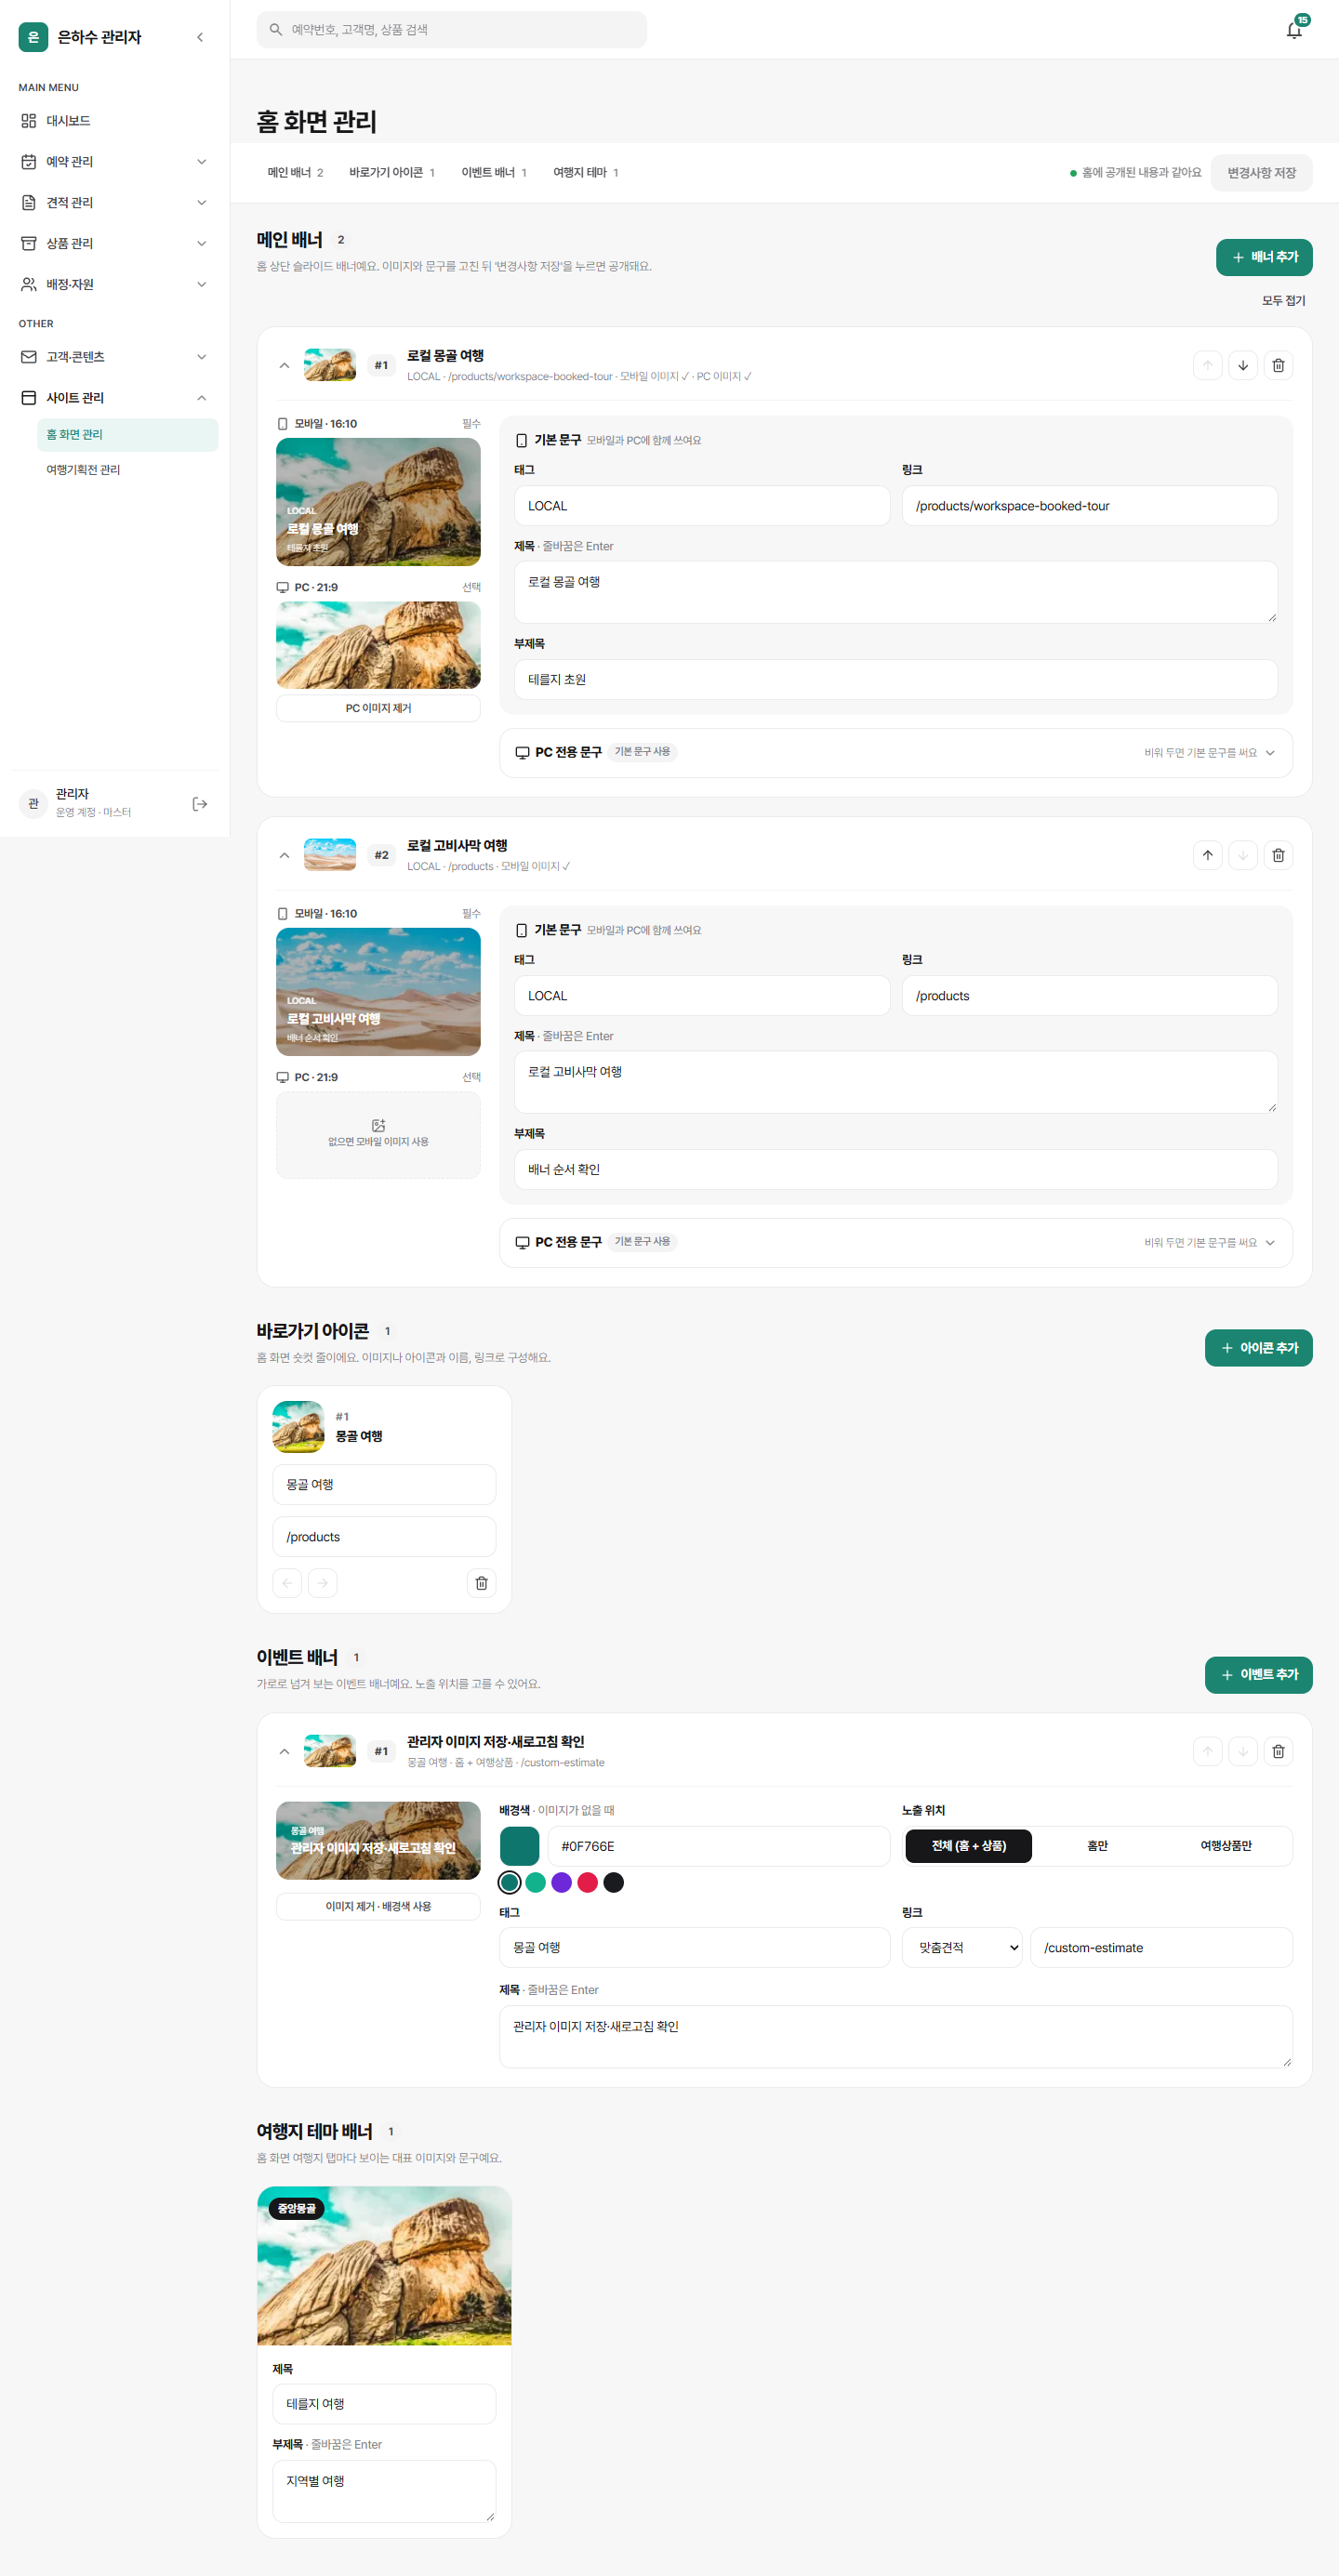 은 은하수 관리자
예약번호, 고객명, 상품 검색
15
MAIN MENU
대시보드
예약 관리
견적 관리
상품 관리
배정·자원
OTHER
고객·콘텐츠
사이트 관리
홈 화면 관리
여행기획전 관리
관 관리자
운영 계정 · 마스터
홈 화면 관리
메인 배너 2 바로가기 아이콘 1 이벤트 배너 1 여행지 테마 1
홈에 공개된 내용과 같아요 변경사항 저장
메인 배너 2
홈 상단 슬라이드 배너예요. 이미지와 문구를 고친 뒤 '변경사항 저장'을 누르면 공개돼요.
배너 추가
모두 접기
#1 로컬 몽골 여행
LOCAL · /products/workspace-booked-tour · 모바일 이미지 ✓ · PC 이미지 ✓
모바일 · 16:10 필수
LOCAL
로컬 몽골 여행
테를지 초원
PC · 21:9 선택
PC 이미지 제거
기본 문구 모바일과 PC에 함께 쓰여요
태그 링크
LOCAL /products/workspace-booked-tour
제목 · 줄바꿈은 Enter
로컬 몽골 여행
부제목
테를지 초원
PC 전용 문구 기본 문구 사용 비워 두면 기본 문구를 써요
#2 로컬 고비사막 여행
LOCAL · /products · 모바일 이미지 ✓
모바일 · 16:10 필수
LOCAL
로컬 고비사막 여행
배너 순서 확인
PC · 21:9 선택
없으면 모바일 이미지 사용
기본 문구 모바일과 PC에 함께 쓰여요
태그 링크
LOCAL /products
제목 · 줄바꿈은 Enter
로컬 고비사막 여행
부제목
배너 순서 확인
PC 전용 문구 기본 문구 사용 비워 두면 기본 문구를 써요
바로가기 아이콘 1
홈 화면 숏컷 줄이에요. 이미지나 아이콘과 이름, 링크로 구성해요.
아이콘 추가
#1
몽골 여행
몽골 여행
/products
이벤트 배너 1
가로로 넘겨 보는 이벤트 배너예요. 노출 위치를 고를 수 있어요.
이벤트 추가
#1 관리자 이미지 저장·새로고침 확인
몽골 여행 · 홈 + 여행상품 · /custom-estimate
몽골 여행
관리자 이미지 저장·새로고침 확인
이미지 제거 · 배경색 사용
배경색 · 이미지가 없을 때 노출 위치
#0F766E 전체 (홈 + 상품) 홈만 여행상품만
태그 링크
몽골 여행 맞춤견적 /custom-estimate
제목 · 줄바꿈은 Enter
관리자 이미지 저장·새로고침 확인
여행지 테마 배너 1
홈 화면 여행지 탭마다 보이는 대표 이미지와 문구예요.
중앙몽골
제목
테를지 여행
부제목 · 줄바꿈은 Enter
지역별 여행